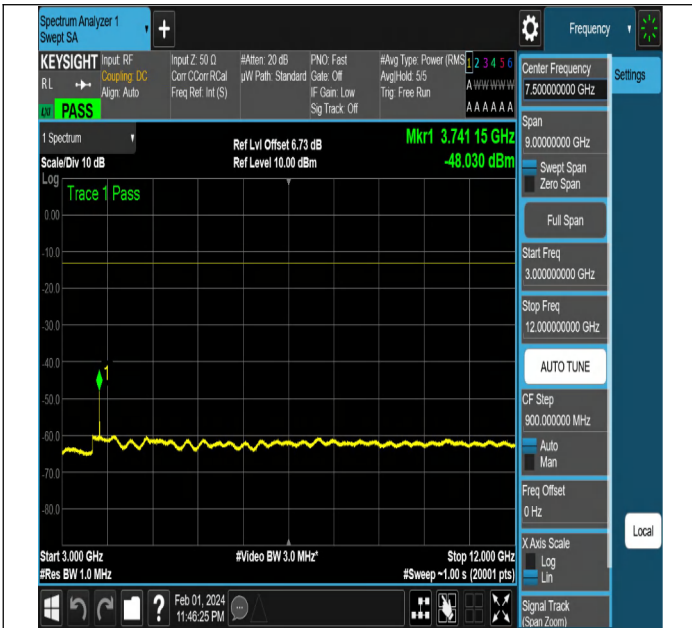 Spectrum Analyzer 1
Swept SA
Frequency
KEYSIGHT
RL
LXI
PASS
Input: RF
Coupling: DC
Align: Auto
Input Z: 50 Ω
Corr CCorr RCal
Freq Ref: Int (S)
#Atten: 20 dB
µW Path: Standard
PNO: Fast
Gate: Off
IF Gain: Low
Sig Track: Off
#Avg Type: Power (RMS
Avg|Hold: 5/5
Trig: Free Run
1 2 3 4 5 6
A W W W W W
A A A A A A
1 Spectrum
Scale/Div 10 dB
Log
Ref Lvl Offset 6.73 dB
Ref Level 10.00 dBm
Mkr1 3.741 15 GHz
-48.030 dBm
Trace 1 Pass
0.00
-10.0
-20.0
-30.0
-40.0
-50.0
-60.0
-70.0
-80.0
1
Start 3.000 GHz
#Res BW 1.0 MHz
#Video BW 3.0 MHz*
Stop 12.000 GHz
#Sweep ~1.00 s (20001 pts)
Feb 01, 2024
11:46:25 PM
Center Frequency
7.500000000 GHz
Span
9.00000000 GHz
Swept Span
Zero Span
Full Span
Start Freq
3.000000000 GHz
Stop Freq
12.000000000 GHz
AUTO TUNE
CF Step
900.000000 MHz
Auto
Man
Freq Offset
0 Hz
X Axis Scale
Log
Lin
Signal Track
(Span Zoom)
Settings
Local